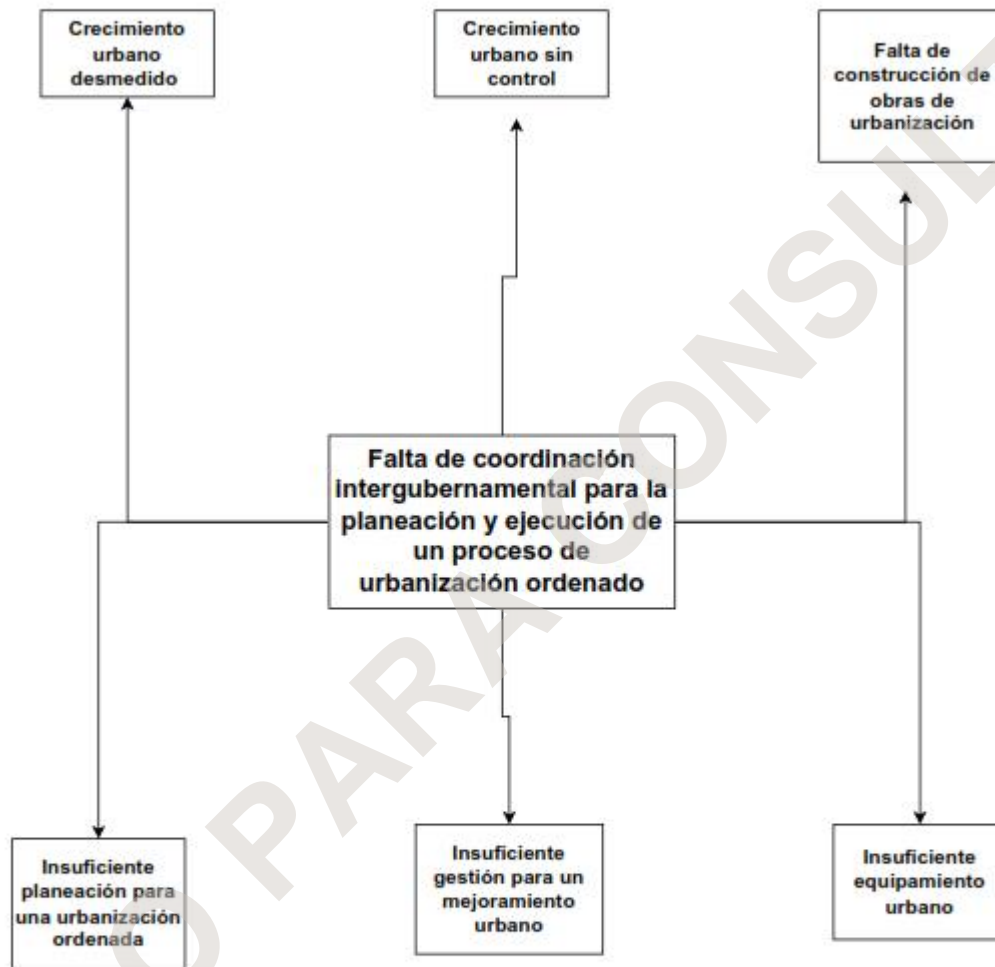 Crecimiento
urbano
desmedido
Crecimiento
urbano sin
control
Falta de
construcción de
obras de
urbanización
Falta de coordinación
intergubernamental para la
planeación y ejecución de
un proceso de
urbanización ordenado
Insuficiente
planeación para
una urbanización
ordenada
Insuficiente
gestión para un
mejoramiento
urbano
Insuficiente
equipamiento
urbano
O PARA CONSUL